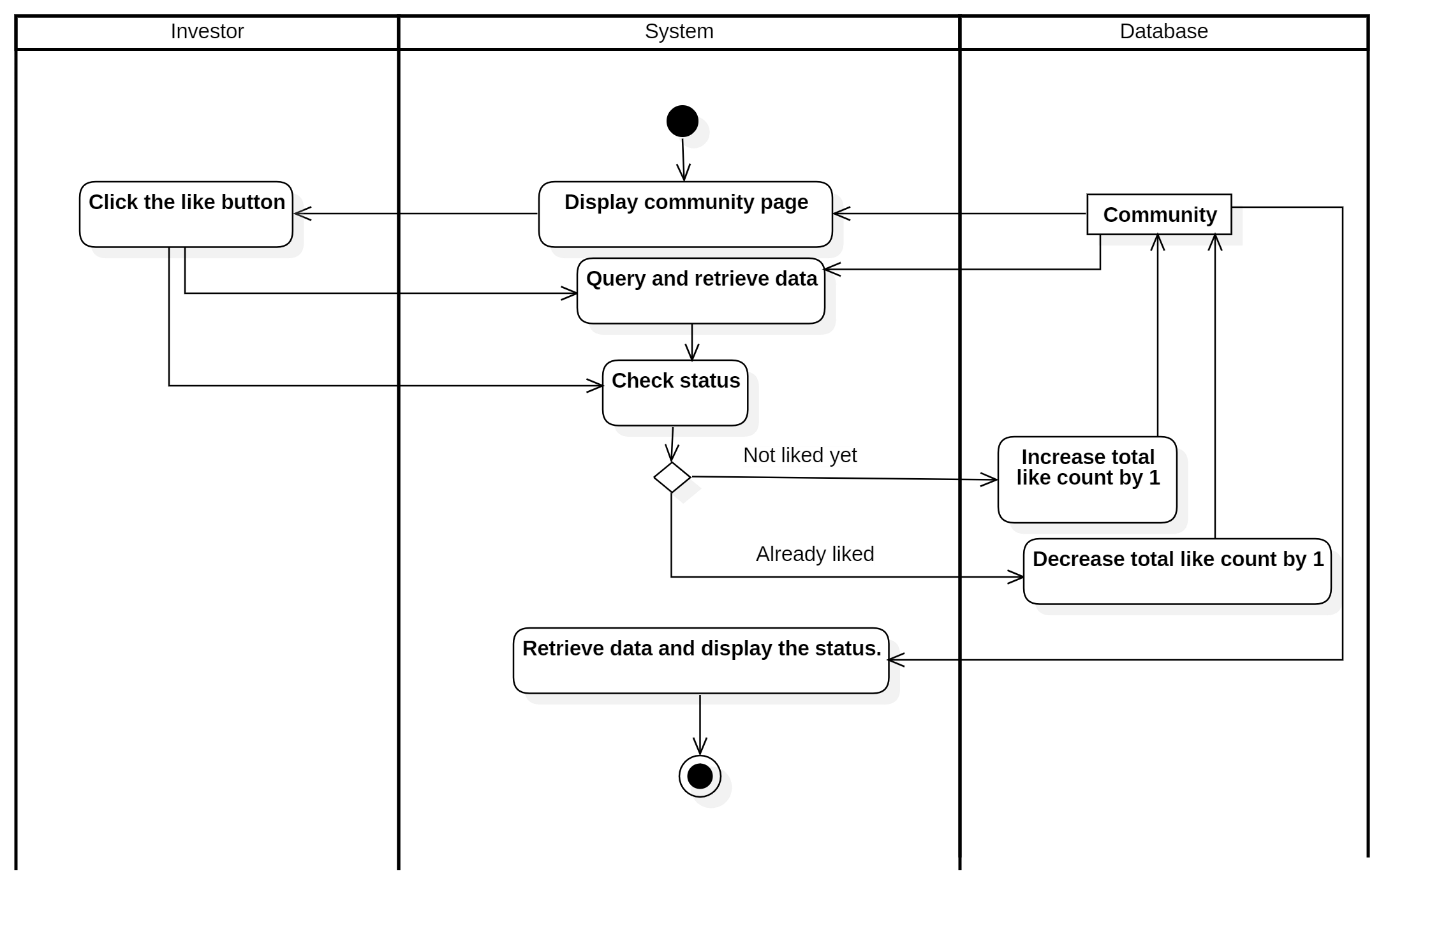 Investor
System
Database
Click the like button
Display community page
Community
Query and retrieve data
Check status
Not liked yet
Increase total
like count by 1
Already liked
Decrease total like count by 1
Retrieve data and display the status.